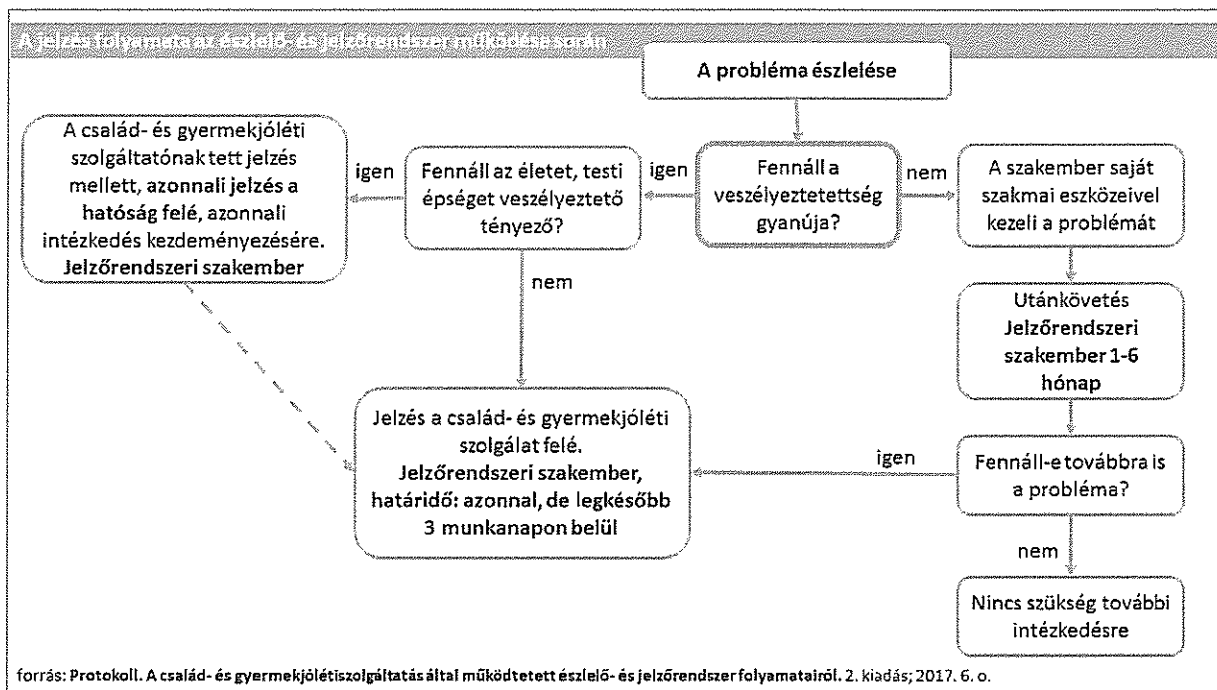 A jelzés folyamata az észlelő- és jelzőrendszer működése során
A probléma észlelése
A család- és gyermekjóléti
szolgáltatónak tett jelzés
mellett, azonnali jelzés a
hatóság felé, azonnali
intézkedés kezdeményezésére.
Jelzőrendszeri szakember
igen
Fennáll az életet, testi
épséget veszélyeztető
tényező?
igen
Fennáll a
veszélyeztetettség
gyanúja?
nem
A szakember saját
szakmai eszközeivel
kezeli a problémát
nem
Utánkövetés
Jelzőrendszeri
szakember 1-6
hónap
Jelzés a család- és gyermekjóléti
szolgálat felé.
Jelzőrendszeri szakember,
határidő: azonnal, de legkésőbb
3 munkanapon belül
igen
Fennáll-e továbbra is
a probléma?
nem
Nincs szükség további
intézkedésre
forrás: Protokoll. A család- és gyermekjólétiszolgáltatás által működtetett észlelő- és jelzőrendszer folyamatairól. 2. kiadás; 2017. 6. o.